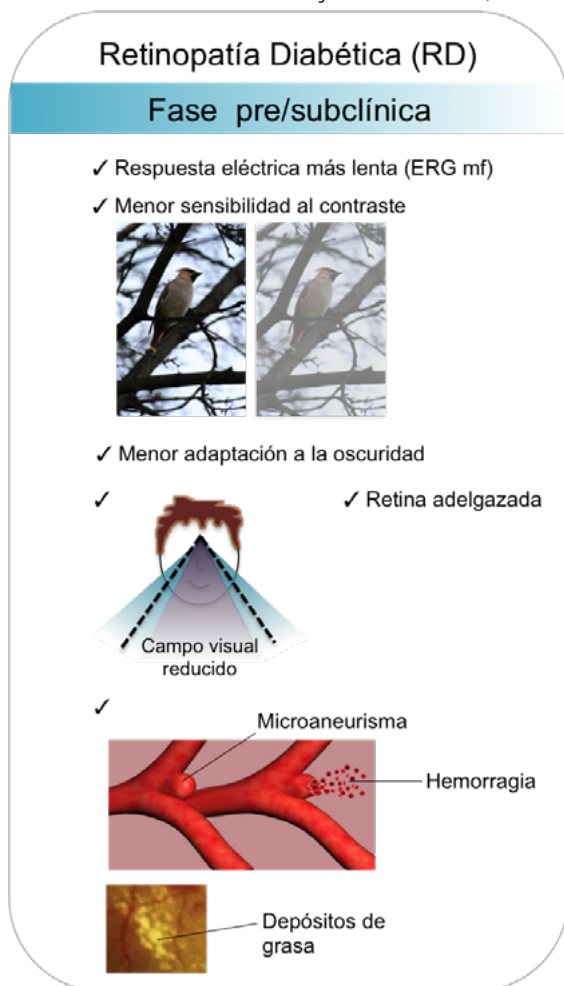 Retinopatía Diabética (RD)
Fase pre/subclínica
✓ Respuesta eléctrica más lenta (ERG mf)
✓ Menor sensibilidad al contraste
✓ Menor adaptación a la oscuridad
✓
✓ Retina adelgazada
Campo visual
reducido
✓
Microaneurisma
Hemorragia
Depósitos de
grasa